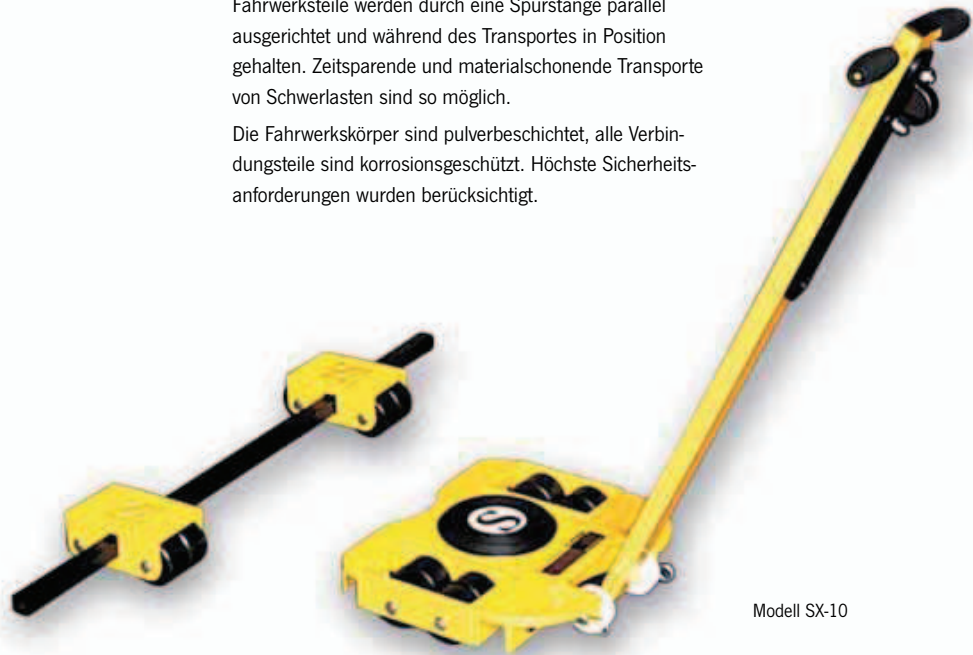 Fahrwerksteile werden durch eine Spurstange parallel
ausgerichtet und während des Transportes in Position
gehalten. Zeitsparende und materialschonende Transporte
von Schwerlasten sind so möglich.
Die Fahrwerkskörper sind pulverbeschichtet, alle Verbin-
dungsteile sind korrosionsgeschützt. Höchste Sicherheits-
anforderungen wurden berücksichtigt.
S
Modell SX-10